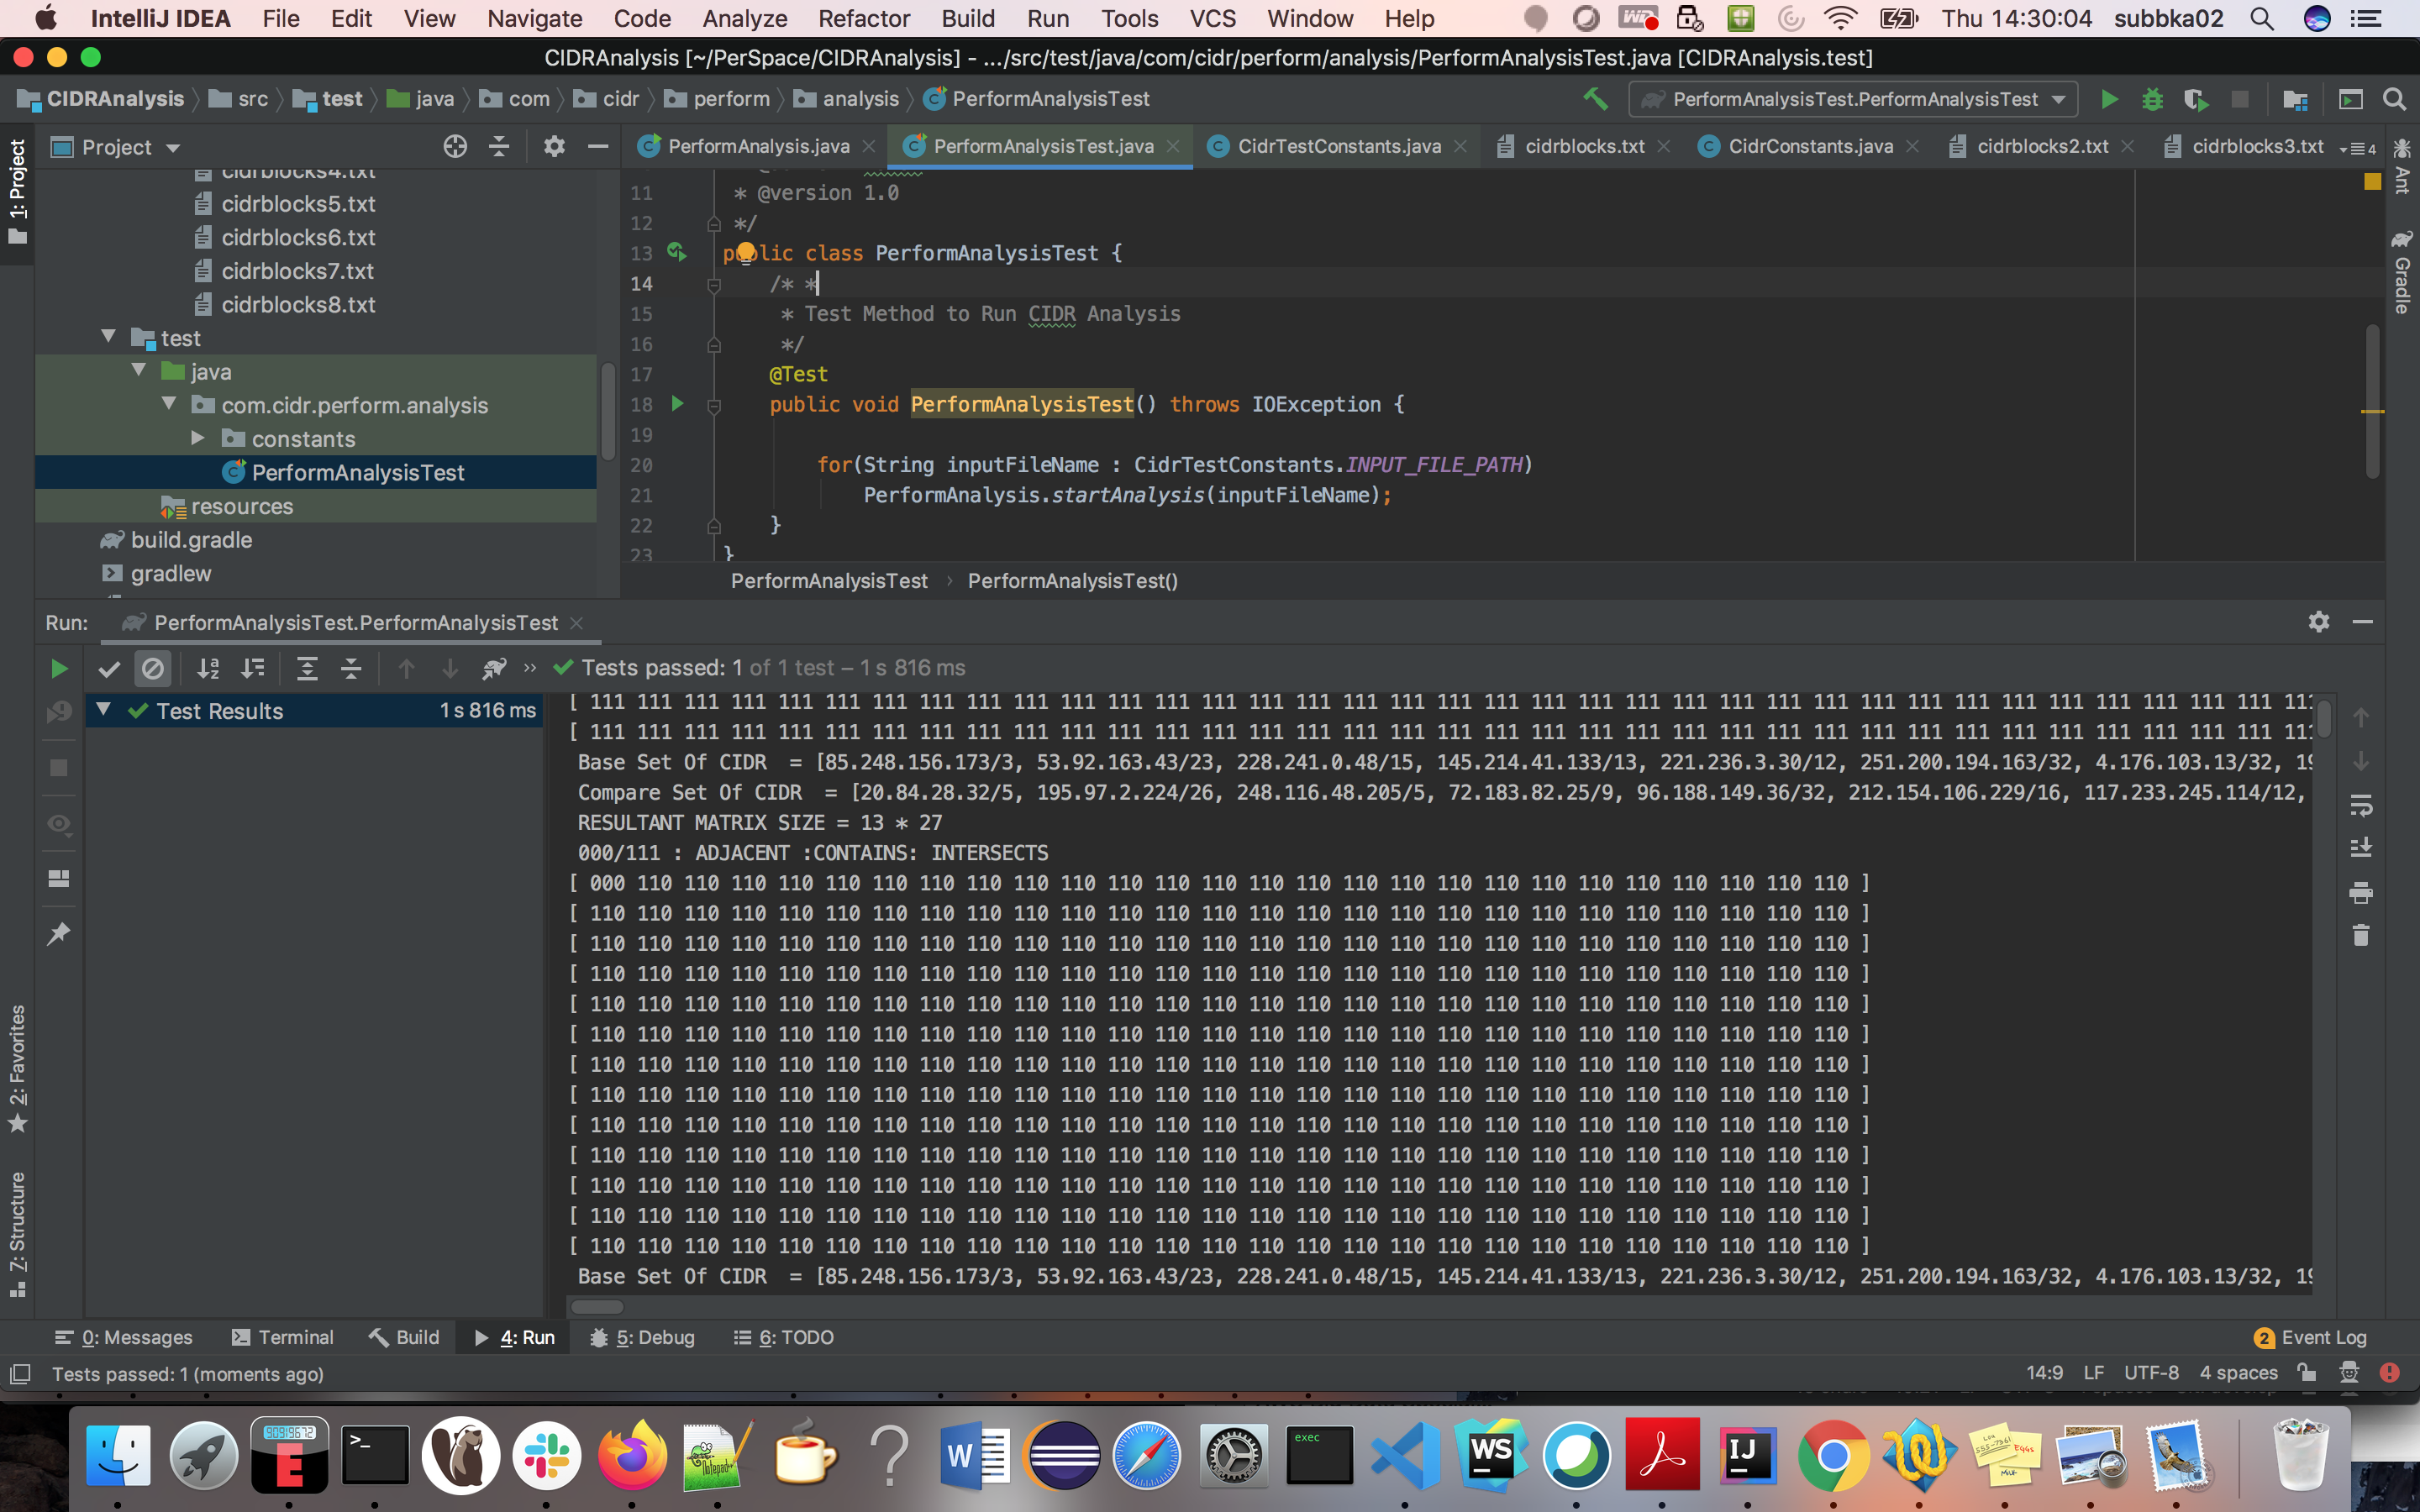 IntelliJ IDEA File Edit View Navigate Code Analyze Refactor Build Run Tools VCS Window Help Thu 14:30:04 subbka02
CIDRAnalysis [~/PerSpace/CIDRAnalysis] - .../src/test/java/com/cidr/perform/analysis/PerformAnalysisTest.java [CIDRAnalysis.test]
CIDRAnalysis src test java com cidr perform analysis PerformAnalysisTest PerformAnalysisTest.PerformAnalysisTest
1: Project
Project
PerformAnalysis.java PerformAnalysisTest.java CidrTestConstants.java cidrblocks.txt CidrConstants.java cidrblocks2.txt cidrblocks3.txt 4
Ant
Gradle
cidrblocks4.txt
cidrblocks5.txt
cidrblocks6.txt
cidrblocks7.txt
cidrblocks8.txt
test
java
com.cidr.perform.analysis
constants
PerformAnalysisTest
resources
build.gradle
gradlew
11 * @version 1.0
12 */
13 public class PerformAnalysisTest {
14 /* *
15 * Test Method to Run CIDR Analysis
16 */
17 @Test
18 public void PerformAnalysisTest() throws IOException {
19
20 for(String inputFileName : CidrTestConstants.INPUT_FILE_PATH)
21 PerformAnalysis.startAnalysis(inputFileName);
22 }
23 }
PerformAnalysisTest › PerformAnalysisTest()
Run: PerformAnalysisTest.PerformAnalysisTest
Tests passed: 1 of 1 test – 1 s 816 ms
Test Results 1 s 816 ms
[ 111 111 111 111 111 111 111 111 111 111 111 111 111 111 111 111 111 111 111 111 111 111 111 111 111 111 111 111 111 111 111 111 111 111 111 111 111
[ 111 111 111 111 111 111 111 111 111 111 111 111 111 111 111 111 111 111 111 111 111 111 111 111 111 111 111 111 111 111 111 111 111 111 111 111 111
Base Set Of CIDR = [85.248.156.173/3, 53.92.163.43/23, 228.241.0.48/15, 145.214.41.133/13, 221.236.3.30/12, 251.200.194.163/32, 4.176.103.13/32, 19
Compare Set Of CIDR = [20.84.28.32/5, 195.97.2.224/26, 248.116.48.205/5, 72.183.82.25/9, 96.188.149.36/32, 212.154.106.229/16, 117.233.245.114/12,
RESULTANT MATRIX SIZE = 13 * 27
000/111 : ADJACENT :CONTAINS: INTERSECTS
[ 000 110 110 110 110 110 110 110 110 110 110 110 110 110 110 110 110 110 110 110 110 110 110 110 110 110 110 ]
[ 110 110 110 110 110 110 110 110 110 110 110 110 110 110 110 110 110 110 110 110 110 110 110 110 110 110 110 ]
[ 110 110 110 110 110 110 110 110 110 110 110 110 110 110 110 110 110 110 110 110 110 110 110 110 110 110 110 ]
[ 110 110 110 110 110 110 110 110 110 110 110 110 110 110 110 110 110 110 110 110 110 110 110 110 110 110 110 ]
[ 110 110 110 110 110 110 110 110 110 110 110 110 110 110 110 110 110 110 110 110 110 110 110 110 110 110 110 ]
[ 110 110 110 110 110 110 110 110 110 110 110 110 110 110 110 110 110 110 110 110 110 110 110 110 110 110 110 ]
[ 110 110 110 110 110 110 110 110 110 110 110 110 110 110 110 110 110 110 110 110 110 110 110 110 110 110 110 ]
[ 110 110 110 110 110 110 110 110 110 110 110 110 110 110 110 110 110 110 110 110 110 110 110 110 110 110 110 ]
[ 110 110 110 110 110 110 110 110 110 110 110 110 110 110 110 110 110 110 110 110 110 110 110 110 110 110 110 ]
[ 110 110 110 110 110 110 110 110 110 110 110 110 110 110 110 110 110 110 110 110 110 110 110 110 110 110 110 ]
[ 110 110 110 110 110 110 110 110 110 110 110 110 110 110 110 110 110 110 110 110 110 110 110 110 110 110 110 ]
[ 110 110 110 110 110 110 110 110 110 110 110 110 110 110 110 110 110 110 110 110 110 110 110 110 110 110 110 ]
[ 110 110 110 110 110 110 110 110 110 110 110 110 110 110 110 110 110 110 110 110 110 110 110 110 110 110 110 ]
Base Set Of CIDR = [85.248.156.173/3, 53.92.163.43/23, 228.241.0.48/15, 145.214.41.133/13, 221.236.3.30/12, 251.200.194.163/32, 4.176.103.13/32, 19
2: Favorites
7: Structure
0: Messages Terminal Build 4: Run 5: Debug 6: TODO 2 Event Log
Tests passed: 1 (moments ago) 14:9 LF UTF-8 4 spaces
exec
WS
IJ
W
E